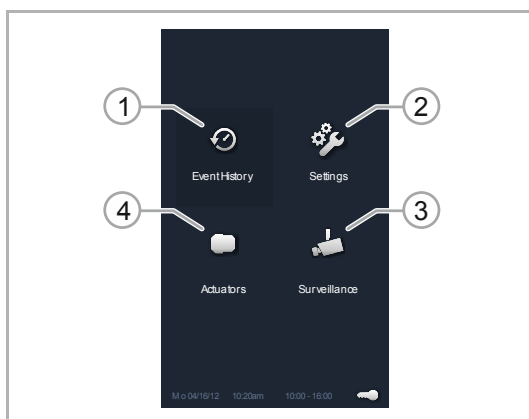 1
2
Event History
Settings
4
3
Actuators
Surveillance
Mo 04/16/12 10:20am 10:00 - 16:00